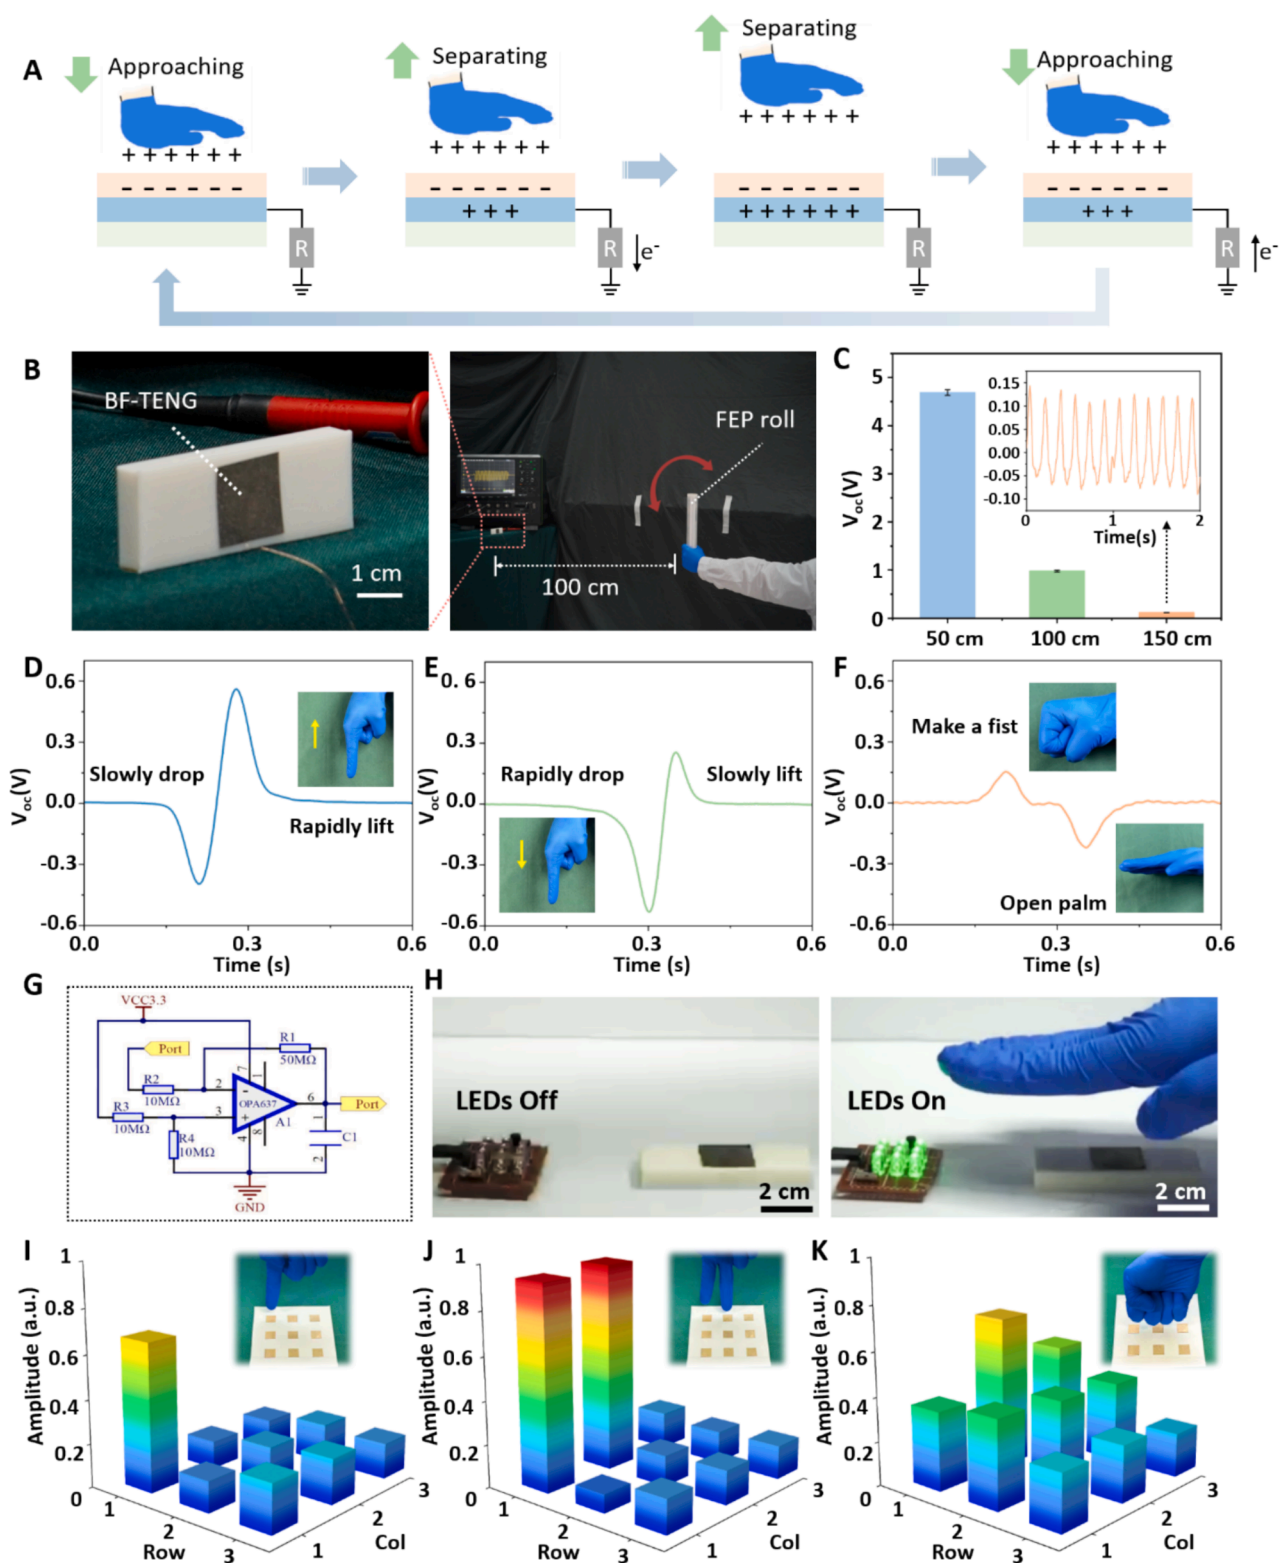 A
Approaching
Separating
Separating
Approaching
+ + + + + +
+ + + + + +
+ + + + + +
+ + + + + +
- - - - - -
- - - - - -
- - - - - -
- - - - - -
+ + +
+ + + + + +
+ + +
R
R
e-
R
R
e-
B
BF-TENG
1 cm
FEP roll
100 cm
C
Voc(V)
5
4
3
2
1
0
50 cm
100 cm
150 cm
0.15
0.10
0.05
0.00
-0.05
-0.10
0
1
2
Time(s)
D
Voc(V)
0.6
0.3
0.0
-0.3
-0.6
Slowly drop
Rapidly lift
0.0
0.3
0.6
Time (s)
E
Voc(V)
0.6
0.3
0.0
-0.3
-0.6
Rapidly drop
Slowly lift
0.0
0.3
0.6
Time (s)
F
Voc(V)
0.6
0.3
0.0
-0.3
-0.6
Make a fist
Open palm
0.0
0.3
0.6
Time (s)
G
VCC3.3
Port
R1
50MΩ
R2
10MΩ
R3
10MΩ
R4
10MΩ
7
1
2
-
OPA637
6
3
+
A1
4
8
Port
1
C1
2
GND
H
LEDs Off
2 cm
LEDs On
2 cm
I
Amplitude (a.u.)
1
0.8
0.6
0.4
0.2
0
1
2
3
Row
1
2
3
Col
J
Amplitude (a.u.)
1
0.8
0.6
0.4
0.2
0
1
2
3
Row
1
2
3
Col
K
Amplitude (a.u.)
1
0.8
0.6
0.4
0.2
0
1
2
3
Row
1
2
3
Col